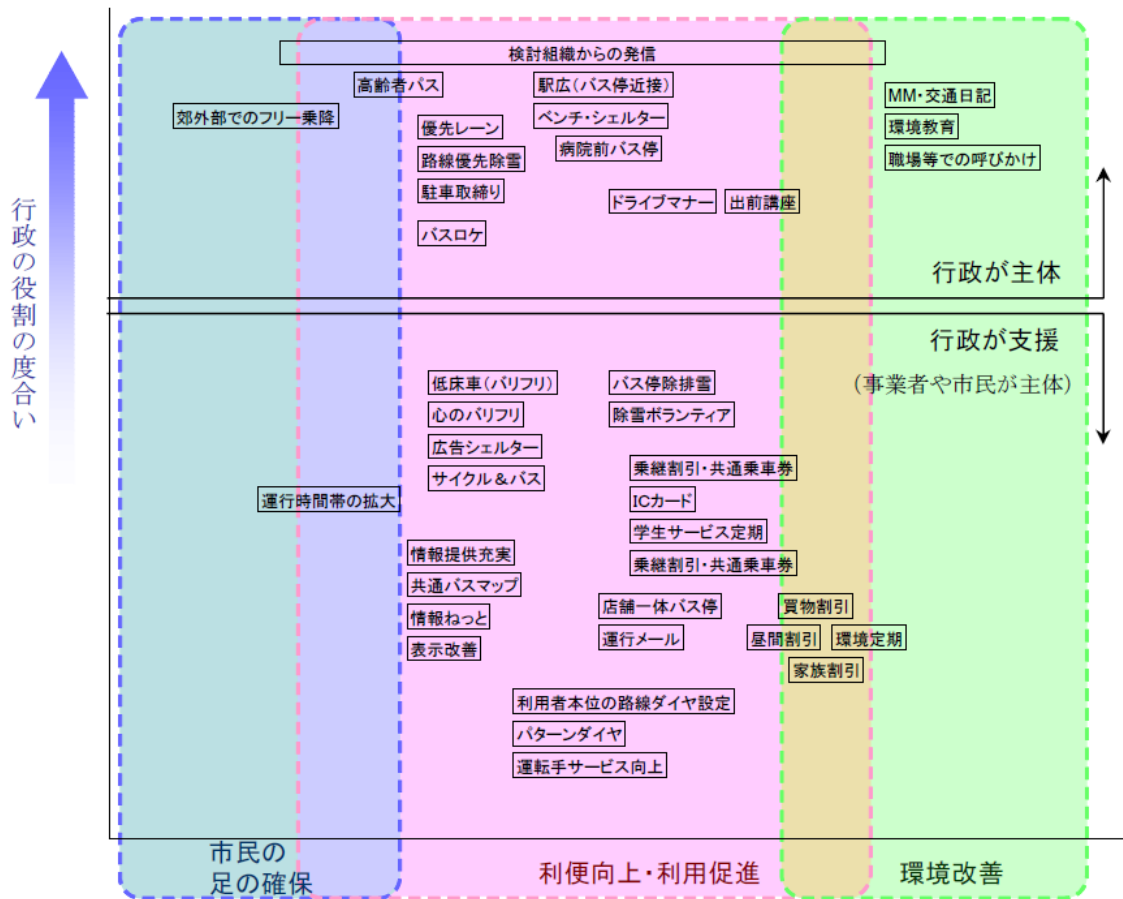 検討組織からの発信
高齢者パス
駅広(バス停近接)
MM・交通日記
郊外部でのフリー乗降
ベンチ・シェルター
優先レーン
環境教育
病院前バス停
路線優先除雪
職場等での呼びかけ
駐車取締り
ドライブマナー
出前講座
バスロケ
行政の役割の度合い
行政が主体
行政が支援
(事業者や市民が主体)
低床車(バリフリ)
バス停除排雪
心のバリフリ
除雪ボランティア
広告シェルター
乗継割引・共通乗車券
サイクル&バス
運行時間帯の拡大
ICカード
学生サービス定期
情報提供充実
乗継割引・共通乗車券
共通バスマップ
店舗一体バス停
買物割引
情報ねっと
運行メール
昼間割引
環境定期
表示改善
家族割引
利用者本位の路線ダイヤ設定
パターンダイヤ
運転手サービス向上
市民の
足の確保
利便向上・利用促進
環境改善